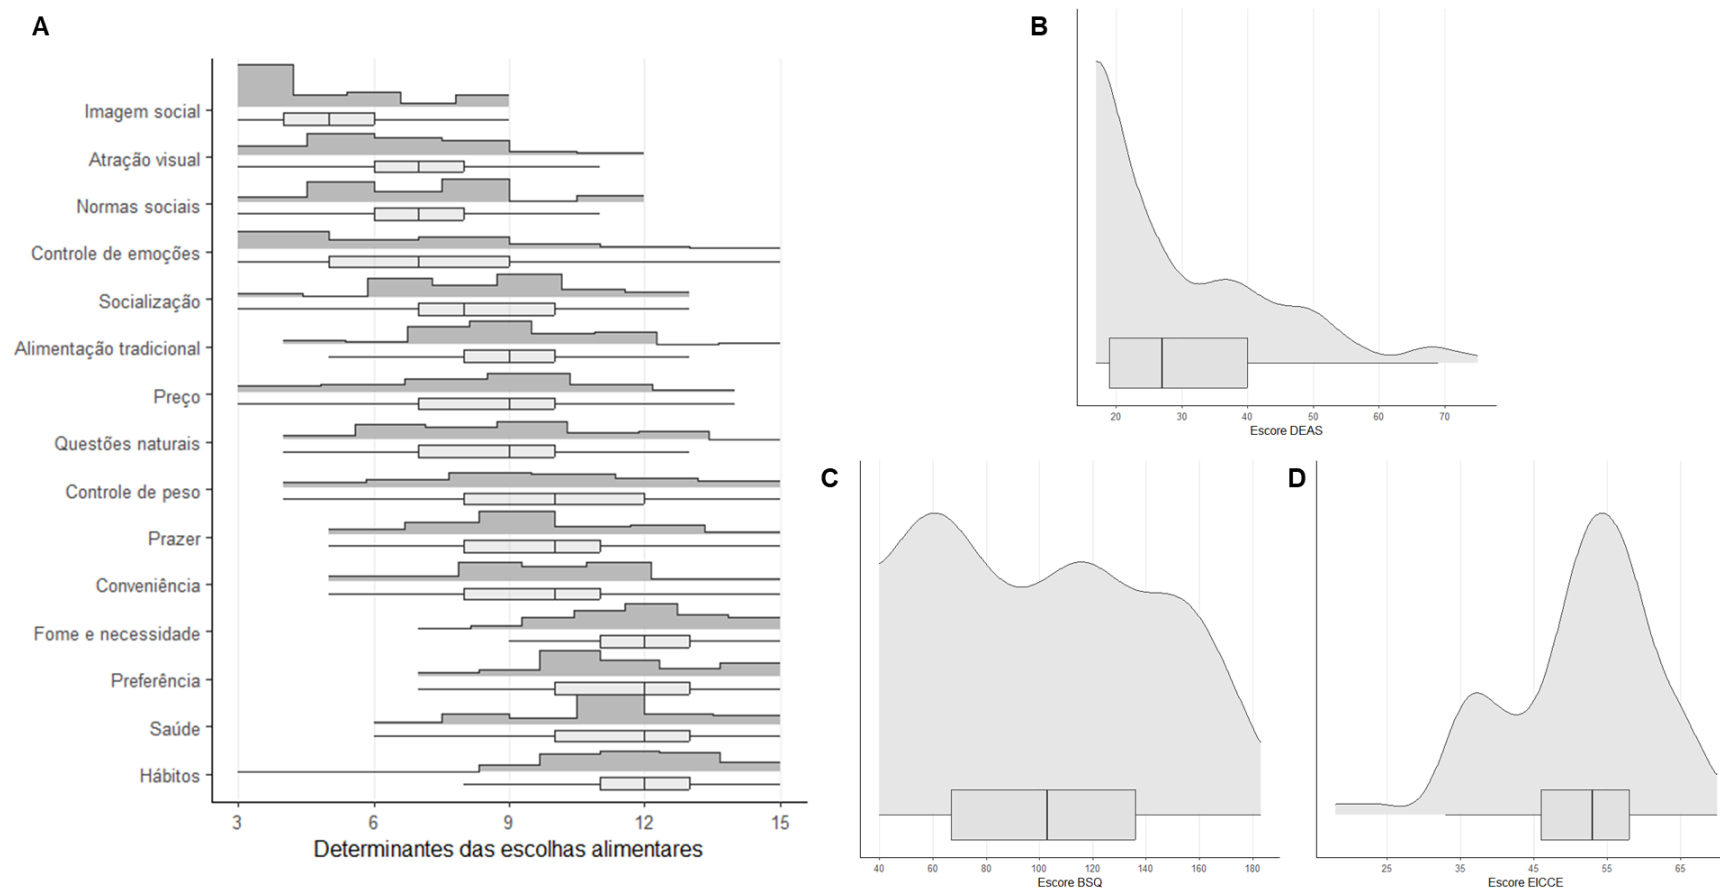 A
Imagem social
Atração visual
Normas sociais
Controle de emoções
Socialização
Alimentação tradicional
Preço
Questões naturais
Controle de peso
Prazer
Conveniência
Fome e necessidade
Preferência
Saúde
Hábitos
3 6 9 12 15
Determinantes das escolhas alimentares
B
20 30 40 50 60 70
Escore DEAS
C
40 60 80 100 120 140 160 180
Escore BSQ
D
25 35 45 55 65
Escore EICCE